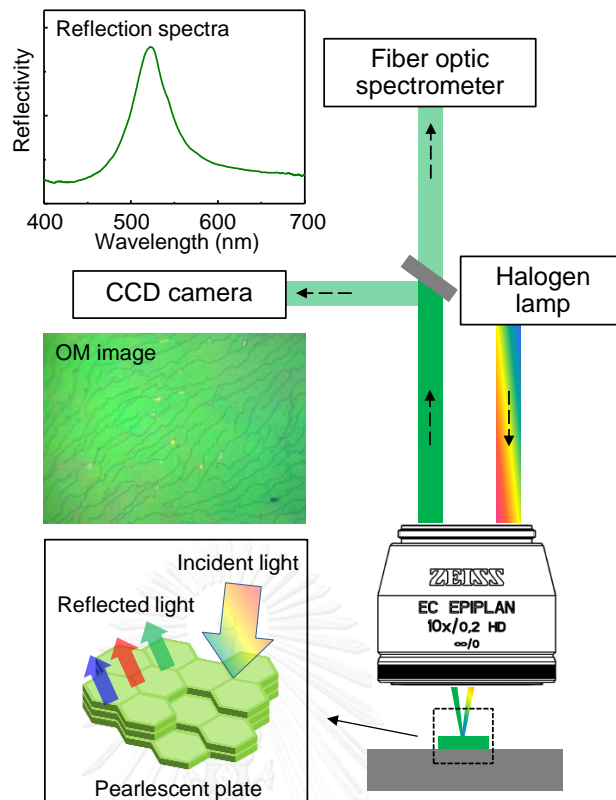 Reflection spectra
Reflectivity
400 500 600 700
Wavelength (nm)
Fiber optic
spectrometer
CCD camera
Halogen
lamp
OM image
ZEISS
EC EPIPLAN
10x/0,2 HD
∞/0
Incident light
Reflected light
Pearlescent plate